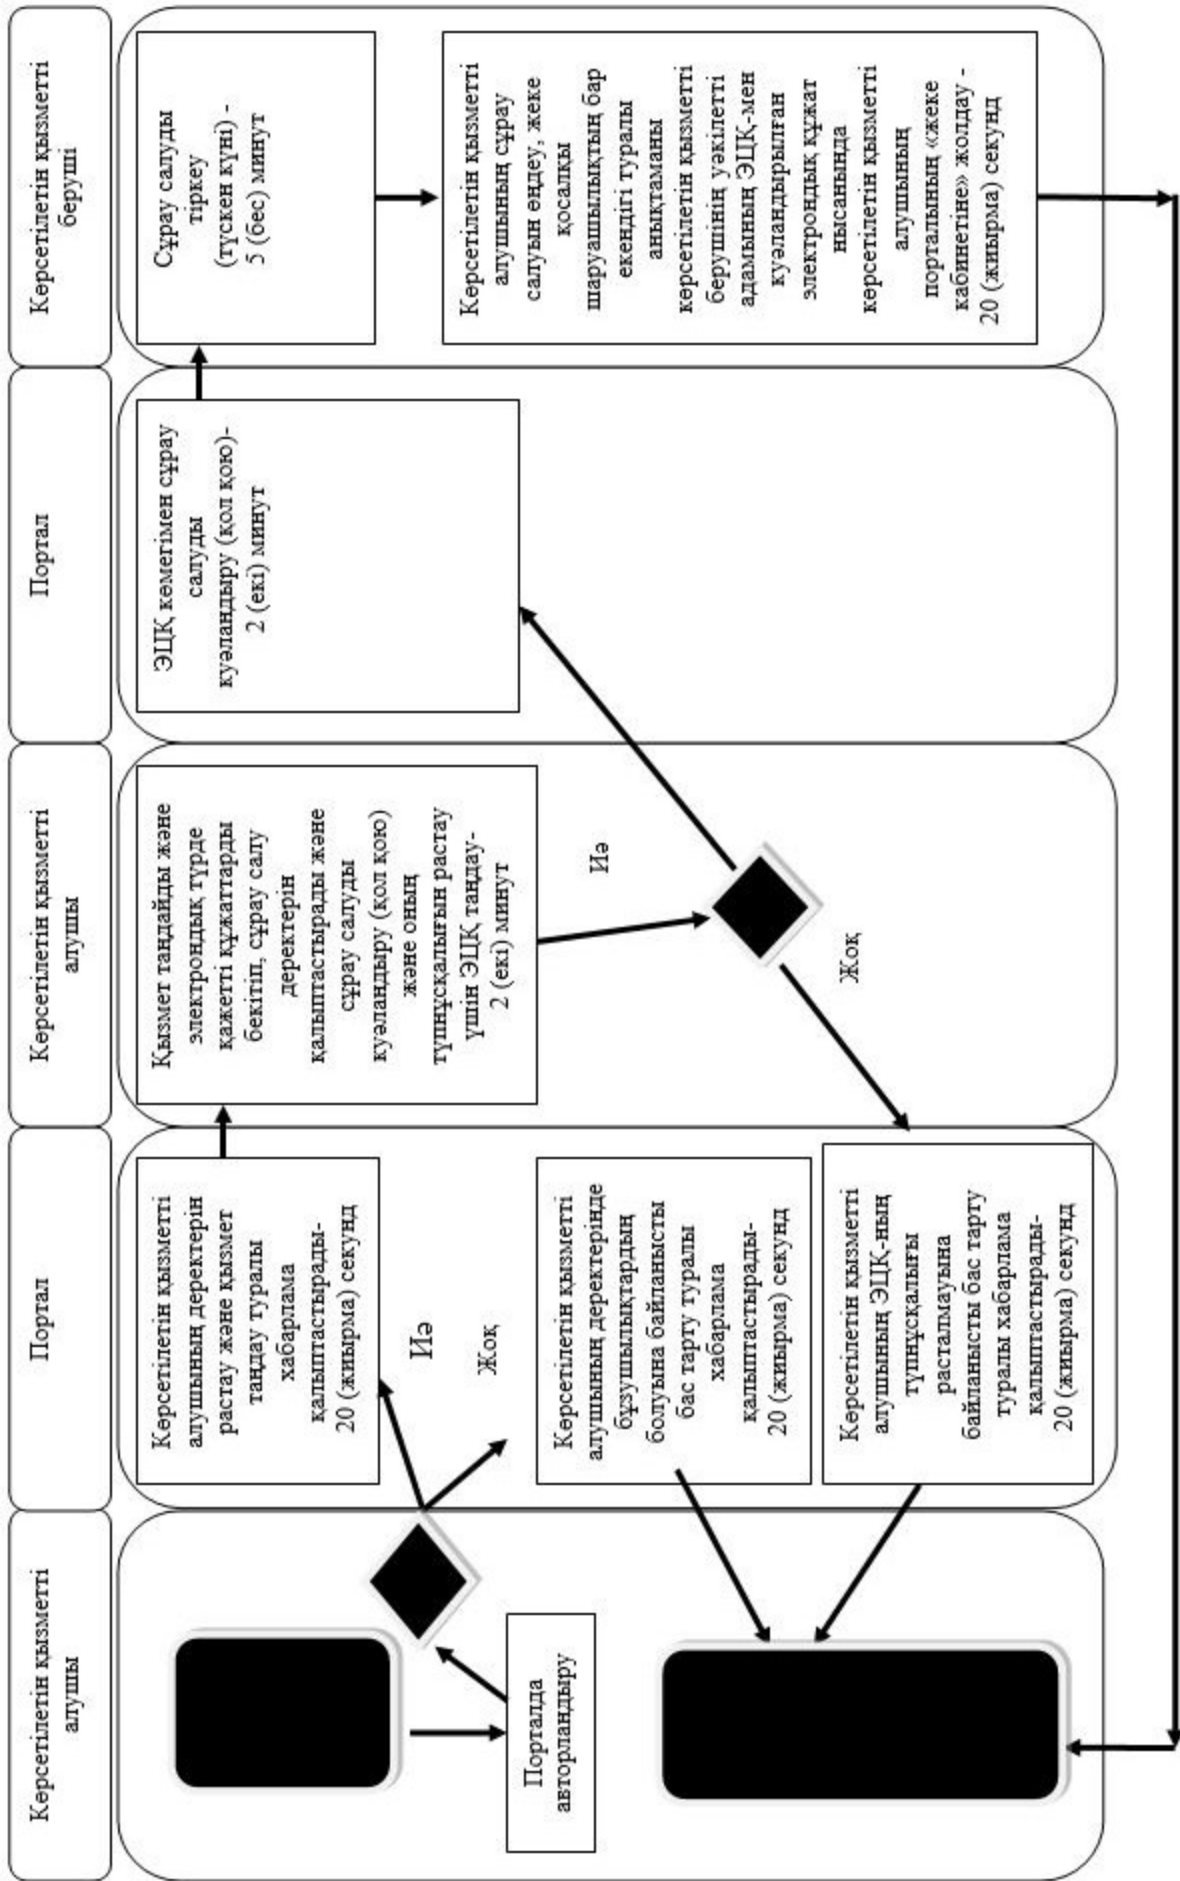 Көрсетілетін қызметті
алушы
Портал
Көрсетілетін қызметті
алушы
Портал
Көрсетілетін қызметті
беруші
Порталда
авторландыру
Көрсетілетін қызметті
алушының деректерін
растау және қызмет
таңдау туралы
хабарлама
қалыптастырады-
20 (жиырма) секунд
Иә
Жоқ
Көрсетілетін қызметті
алушының деректерінде
бұзушылықтардың
болуына байланысты
бас тарту туралы
хабарлама
қалыптастырады-
20 (жиырма) секунд
Көрсетілетін қызметті
алушының ЭЦҚ-ның
түпнұсқалығы
расталмауына
байланысты бас тарту
туралы хабарлама
қалыптастырады-
20 (жиырма) секунд
Қызмет таңдайды және
электрондық түрде
қажетті құжаттарды
бекітіп, сұрау салу
деректерін
қалыптастырады және
сұрау салуды
куәландыру (қол қою)
және оның
түпнұсқалығын растау
үшін ЭЦҚ таңдау-
2 (екі) минут
Иә
Жоқ
ЭЦҚ көмегімен сұрау
салуды
куәландыру (қол қою)-
2 (екі) минут
Сұрау салуды
тіркеу
(түскен күні) -
5 (бес) минут
Көрсетілетін қызметті
алушының сұрау
салуын өңдеу, жеке
қосалқы
шаруашылықтың бар
екендігі туралы
анықтаманы
көрсетілетін қызметті
берушінің уәкілетті
адамының ЭЦҚ-мен
куәландырылған
электрондық құжат
нысанында
көрсетілетін қызметті
алушының
порталының «жеке
кабинетіне» жолдау -
20 (жиырма) секунд